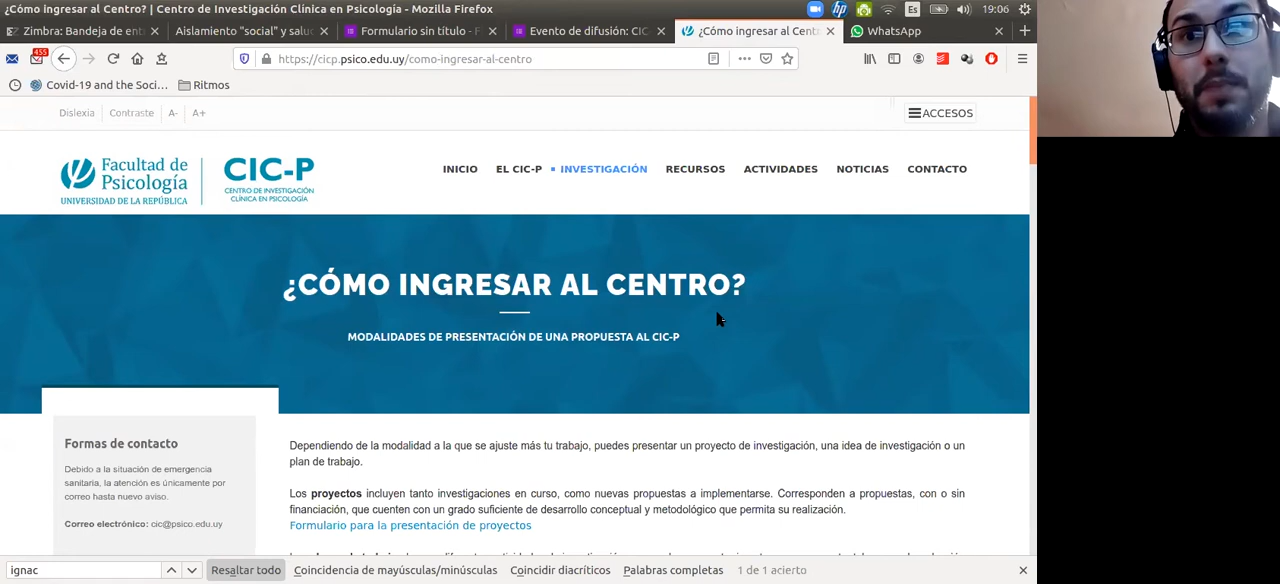 ¿Cómo ingresar al Centro? | Centro de Investigación Clínica en Psicología - Mozilla Firefox
Es
19:06
Zimbra: Bandeja de ent
Aislamiento "social" y saluc
Formulario sin título - F
Evento de difusión: CIC-
¿Cómo ingresar al Cent
WhatsApp
455
https://cicp.psico.edu.uy/como-ingresar-al-centro
Covid-19 and the Soci...
Ritmos
Dislexia
Contraste
A-
A+
ACCESOS
Facultad de
Psicología
UNIVERSIDAD DE LA REPÚBLICA
CIC-P
CENTRO DE INVESTIGACIÓN
CLÍNICA EN PSICOLOGÍA
INICIO
EL CIC-P
INVESTIGACIÓN
RECURSOS
ACTIVIDADES
NOTICIAS
CONTACTO
¿CÓMO INGRESAR AL CENTRO?
MODALIDADES DE PRESENTACIÓN DE UNA PROPUESTA AL CIC-P
Formas de contacto
Debido a la situación de emergencia
sanitaria, la atención es únicamente por
correo hasta nuevo aviso.
Correo electrónico: cic@psico.edu.uy
Dependiendo de la modalidad a la que se ajuste más tu trabajo, puedes presentar un proyecto de investigación, una idea de investigación o un
plan de trabajo.
Los proyectos incluyen tanto investigaciones en curso, como nuevas propuestas a implementarse. Corresponden a propuestas, con o sin
financiación, que cuenten con un grado suficiente de desarrollo conceptual y metodológico que permita su realización.
Formulario para la presentación de proyectos
ignac
Resaltar todo
Coincidencia de mayúsculas/minúsculas
Coincidir diacríticos
Palabras completas
1 de 1 acierto